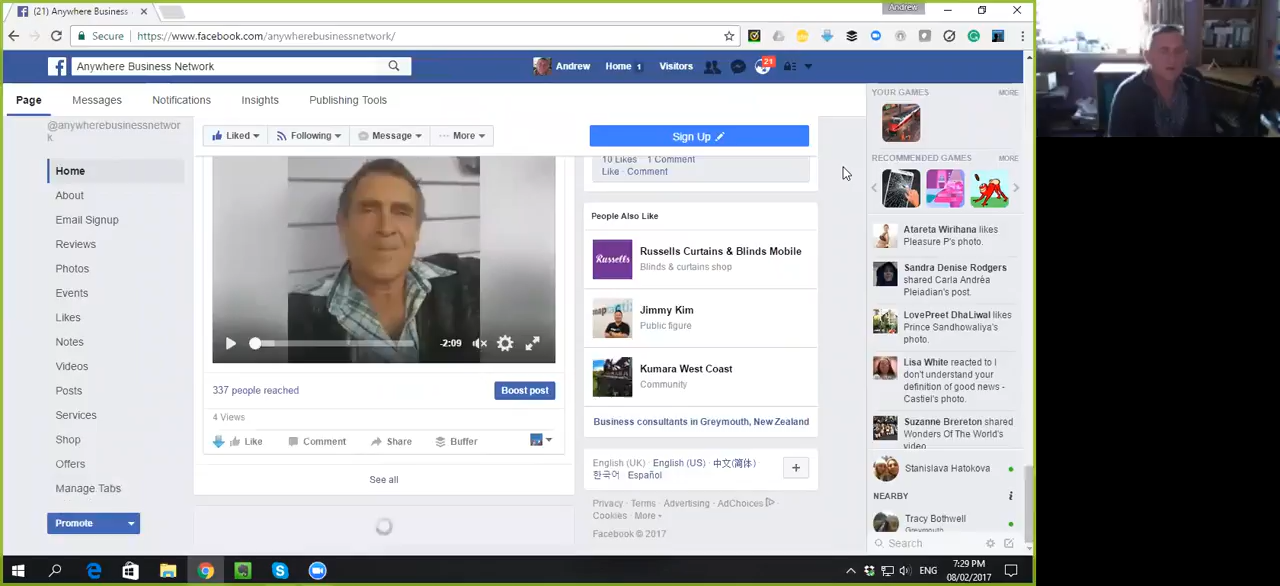 (21) Anywhere Business
Andrew
Secure
https://www.facebook.com/anywherebusinessnetwork/
Anywhere Business Network
Andrew
Home 1
Visitors
21
Page
Messages
Notifications
Insights
Publishing Tools
YOUR GAMES
MORE
@anywherebusinessnetwor
k
Liked
Following
Message
More
Sign Up
Home
About
Email Signup
Reviews
Photos
Events
Likes
Notes
Videos
Posts
Services
Shop
Offers
Manage Tabs
Promote
-2:09
337 people reached
Boost post
4 Views
Like
Comment
Share
Buffer
See all
10 Likes 1 Comment
Like · Comment
People Also Like
Russells
Russells Curtains & Blinds Mobile
Blinds & curtains shop
Jimmy Kim
Public figure
Kumara West Coast
Community
Business consultants in Greymouth, New Zealand
English (UK) · English (US) · 中文(简体) ·
한국어 · Español
Privacy · Terms · Advertising · AdChoices ·
Cookies · More
Facebook © 2017
RECOMMENDED GAMES
MORE
Atareta Wirihana likes
Pleasure P's photo.
Sandra Denise Rodgers
shared Carla Andréa
Pleiadian's post.
LovePreet DhaLiwal likes
Prince Sandhowaliya's
photo.
Lisa White reacted to I
don't understand your
definition of good news -
Castiel's photo.
Suzanne Brereton shared
Wonders Of The World's
video.
Stanislava Hatokova
NEARBY
Tracy Bothwell
Greymouth
Search
ENG
7:29 PM
08/02/2017